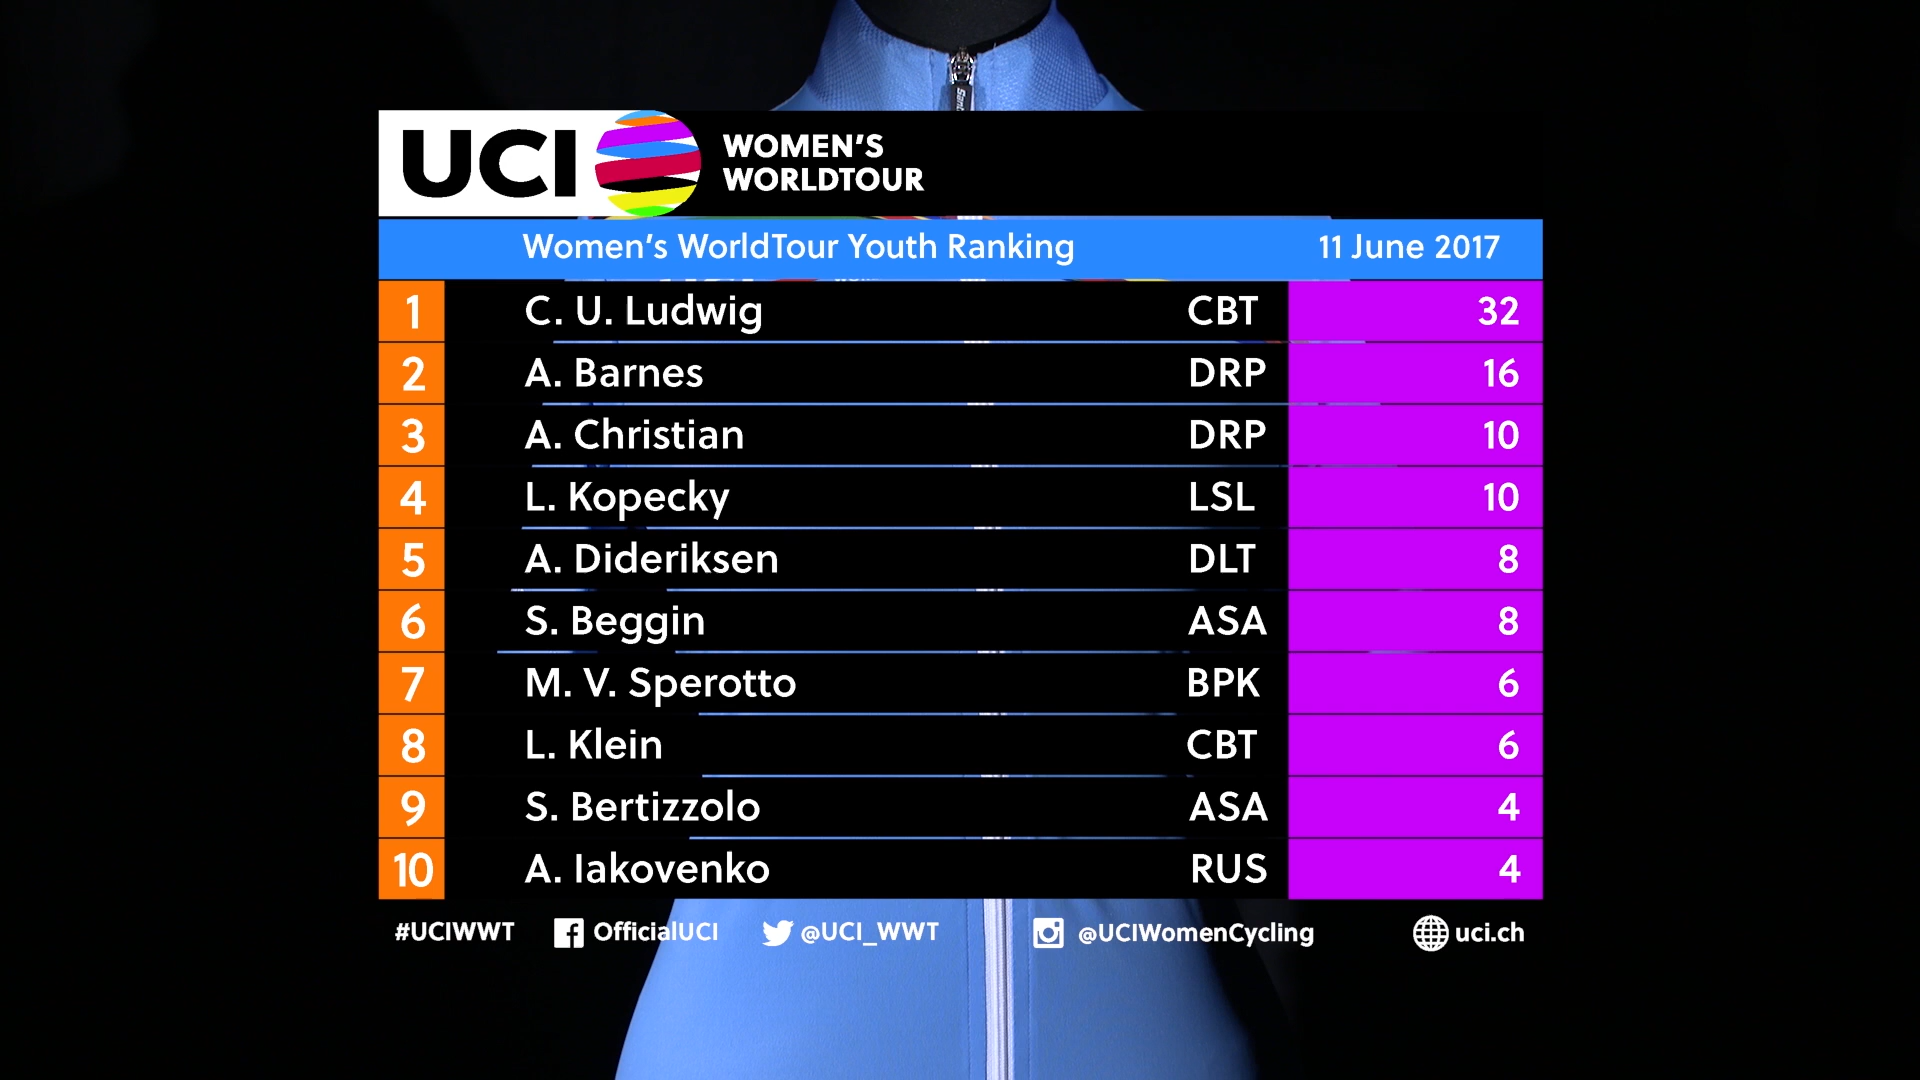 UCI WOMEN'S
WORLDTOUR
Women's WorldTour Youth Ranking 11 June 2017
1 C. U. Ludwig CBT 32
2 A. Barnes DRP 16
3 A. Christian DRP 10
4 L. Kopecky LSL 10
5 A. Dideriksen DLT 8
6 S. Beggin ASA 8
7 M. V. Sperotto BPK 6
8 L. Klein CBT 6
9 S. Bertizzolo ASA 4
10 A. Iakovenko RUS 4
#UCIWWT OfficialUCI @UCI_WWT @UCIWomenCycling uci.ch